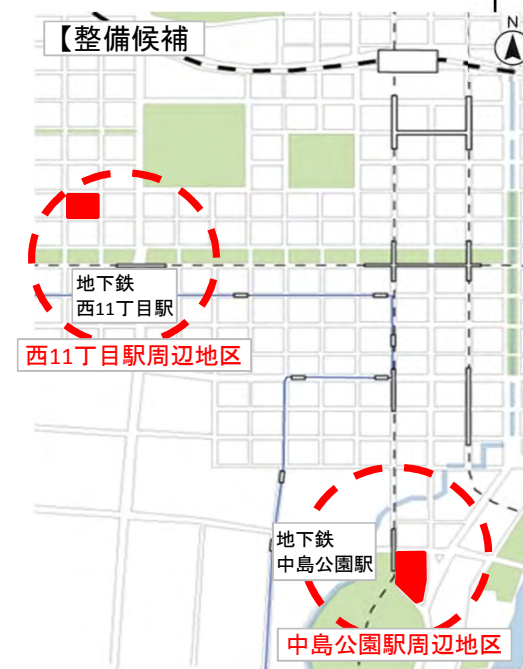 【整備候補
N
地下鉄
西11丁目駅
西11丁目駅周辺地区
地下鉄
中島公園駅
中島公園駅周辺地区